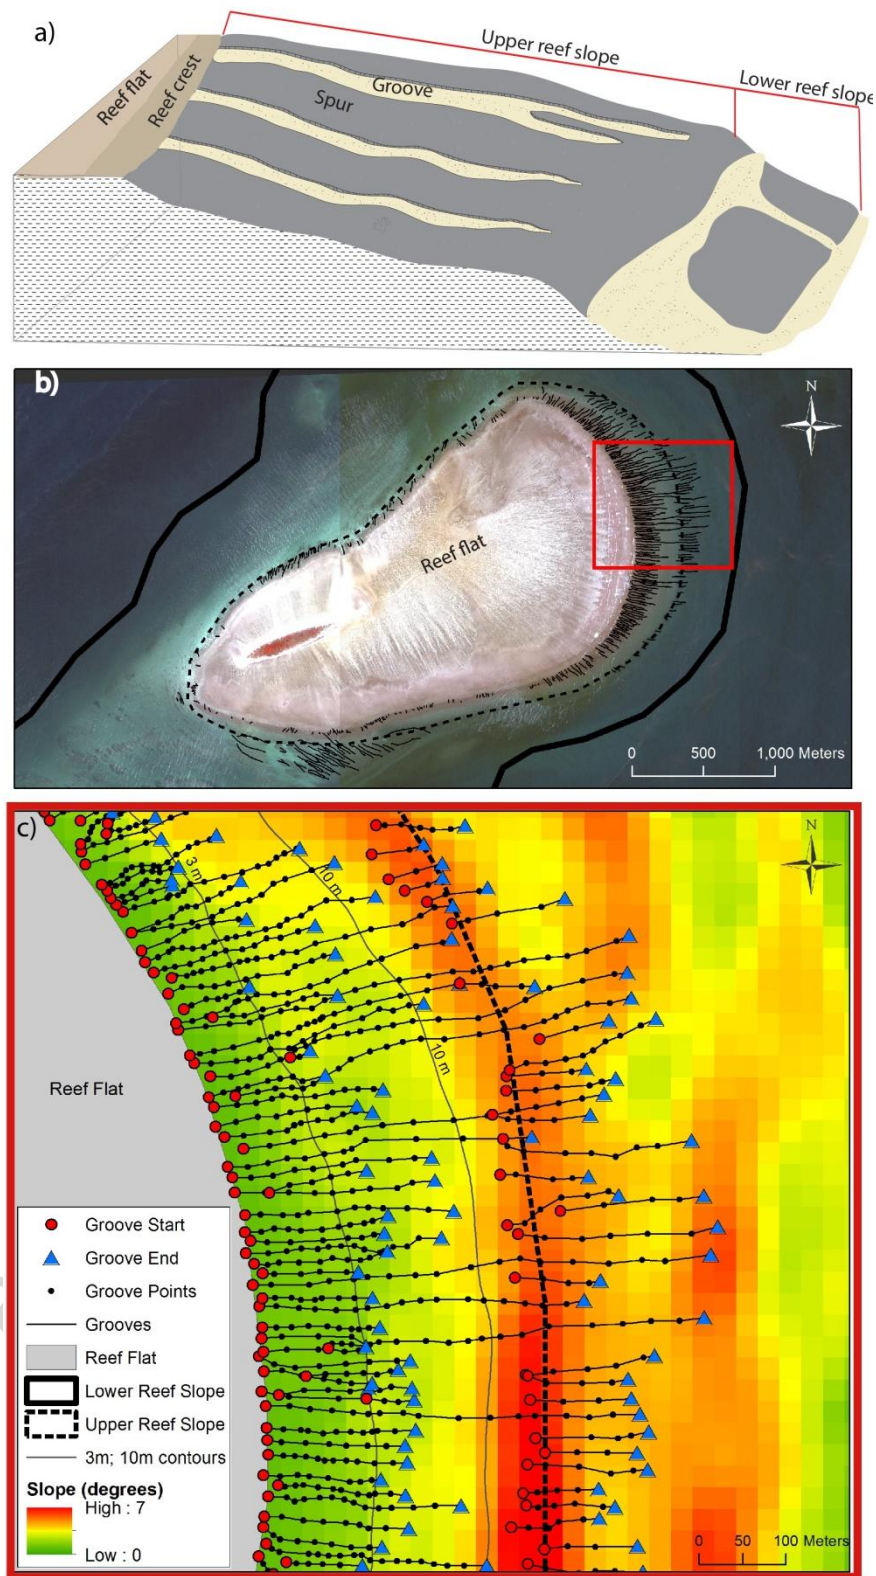 a)
Upper reef slope
Lower reef slope
Reef flat
Reef crest
Groove
Spur
b)
N
Reef flat
0 500 1,000 Meters
c)
N
3 m
10 m
10 m
Reef Flat
Groove Start
Groove End
Groove Points
Grooves
Reef Flat
Lower Reef Slope
Upper Reef Slope
3m; 10m contours
Slope (degrees)
High : 7
Low : 0
0 50 100 Meters